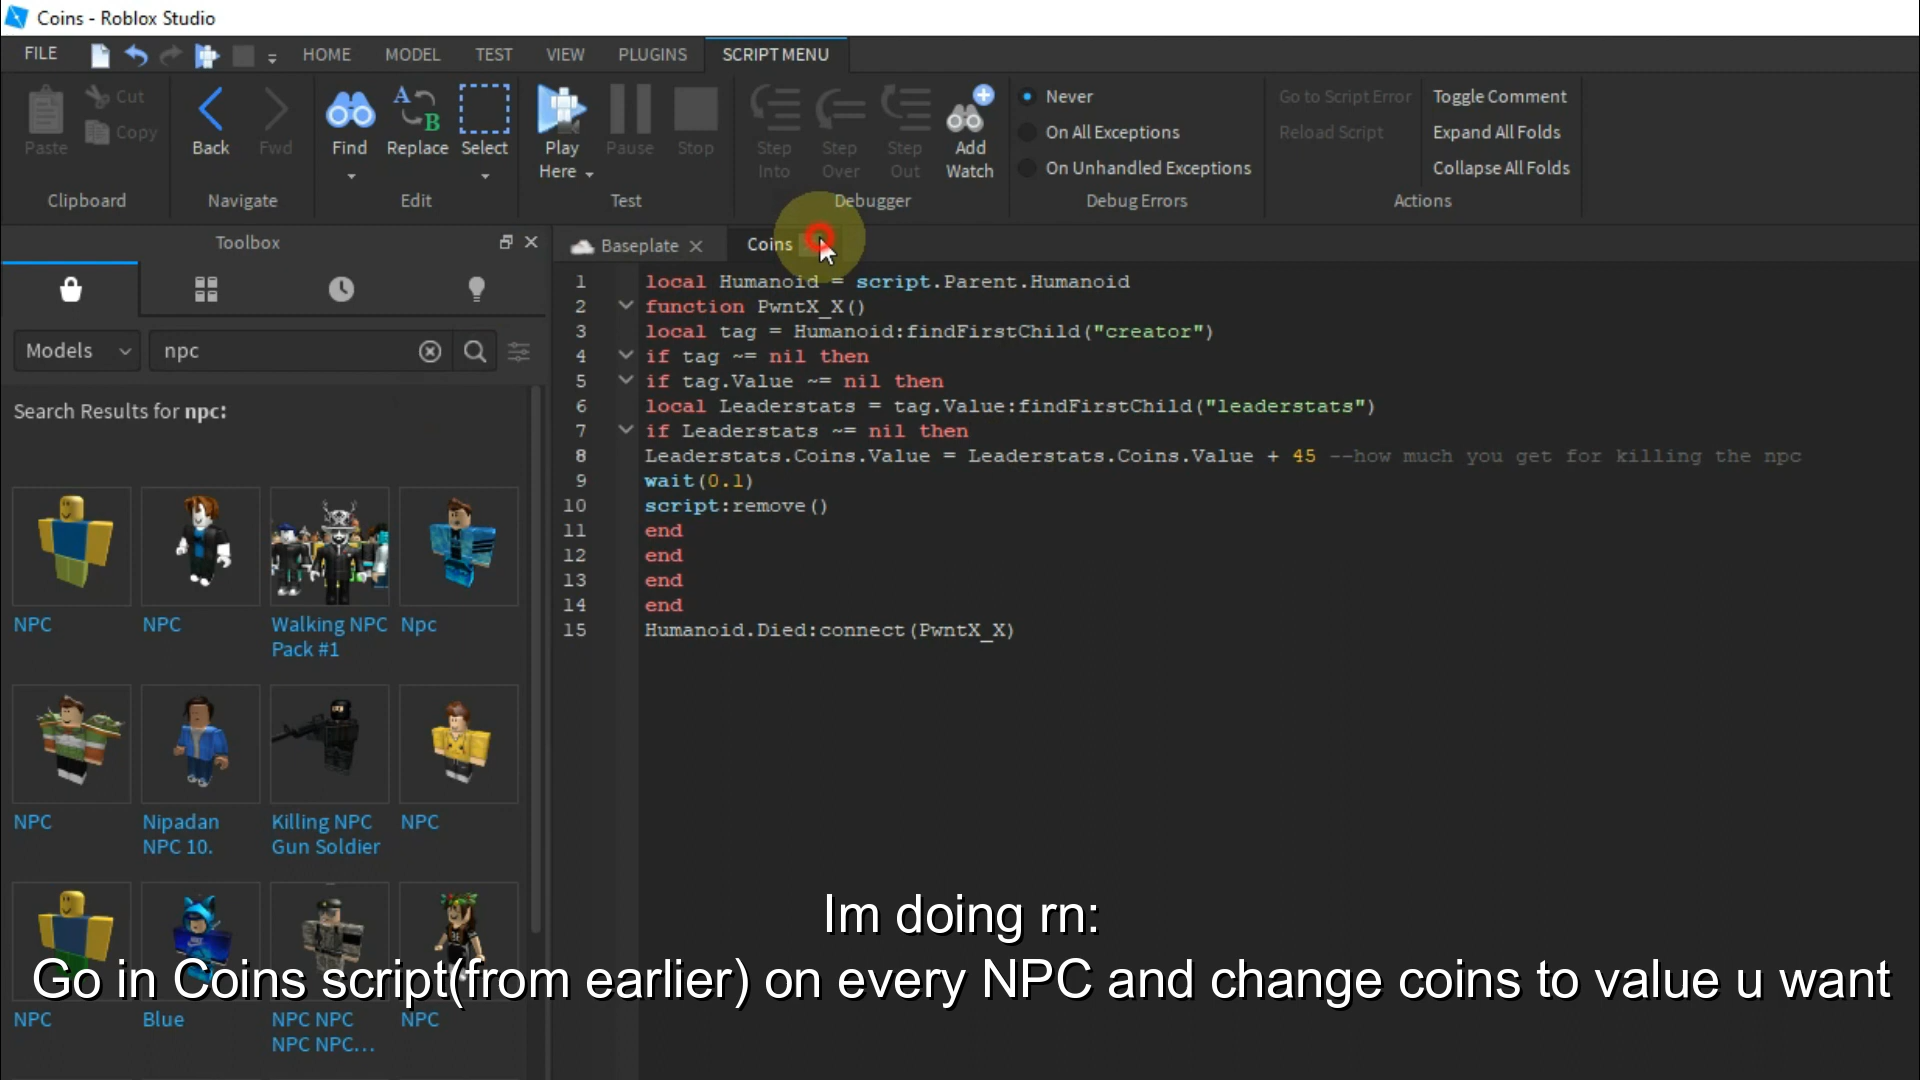 Coins - Roblox Studio
FILE HOME MODEL TEST VIEW PLUGINS SCRIPT MENU
Paste
Cut
Copy
Clipboard
Back
Fwd
Navigate
Find
A B
Replace
Select
Edit
Play
Here
Pause
Stop
Test
Step
Into
Step
Over
Step
Out
Add
Watch
Debugger
Never
On All Exceptions
On Unhandled Exceptions
Debug Errors
Go to Script Error
Reload Script
Toggle Comment
Expand All Folds
Collapse All Folds
Actions
Toolbox
Models
npc
Search Results for npc:
NPC
NPC
Walking NPC
Pack #1
Npc
NPC
Nipadan
NPC 10.
Killing NPC
Gun Soldier
NPC
NPC
Blue
NPC NPC
NPC NPC...
NPC
Baseplate
Coins
1 local Humanoid = script.Parent.Humanoid
2 function PwntX_X()
3 local tag = Humanoid:findFirstChild("creator")
4 if tag ~= nil then
5 if tag.Value ~= nil then
6 local Leaderstats = tag.Value:findFirstChild("leaderstats")
7 if Leaderstats ~= nil then
8 Leaderstats.Coins.Value = Leaderstats.Coins.Value + 45 --how much you get for killing the npc
9 wait(0.1)
10 script:remove()
11 end
12 end
13 end
14 end
15 Humanoid.Died:connect(PwntX_X)
Im doing rn:
Go in Coins script(from earlier) on every NPC and change coins to value u want